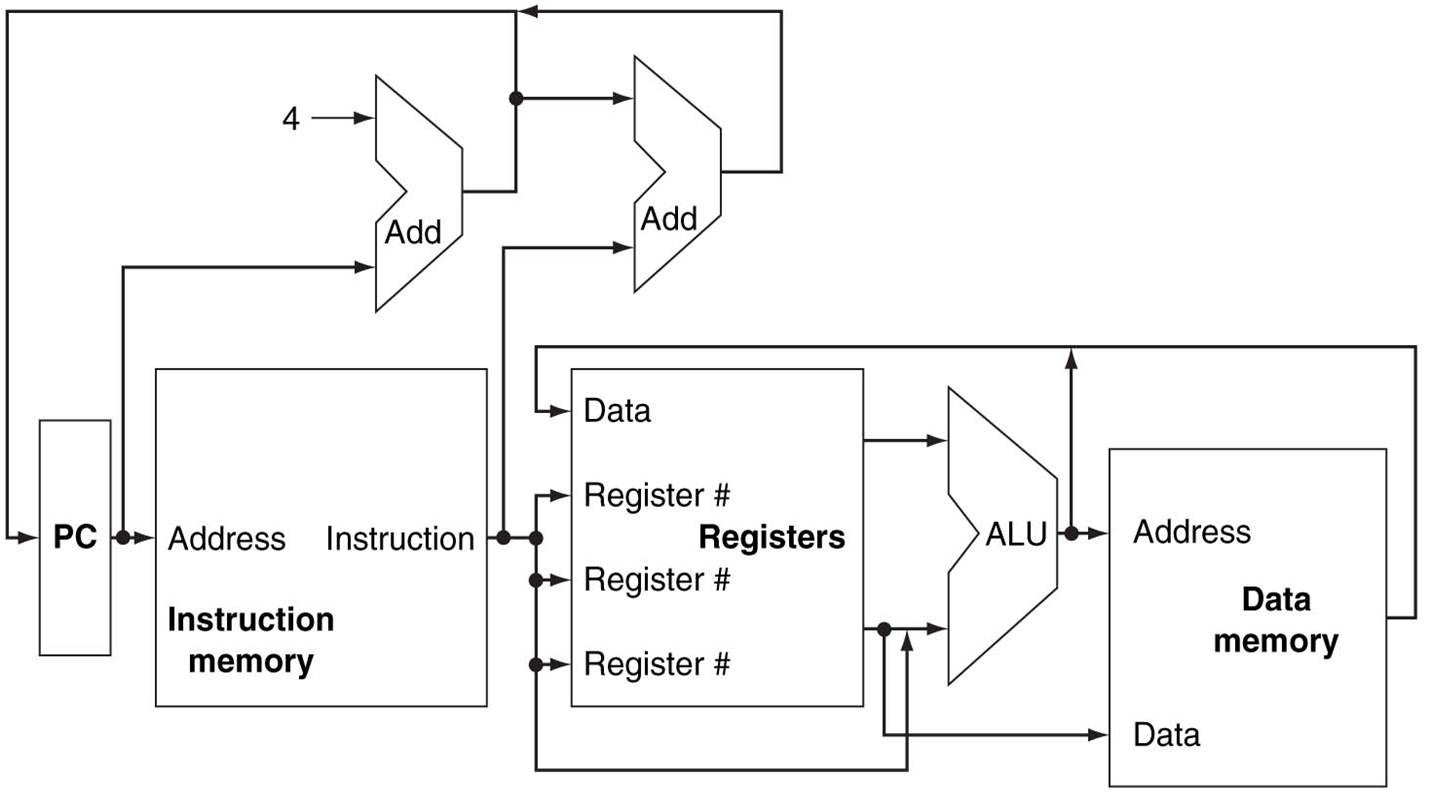 4
Add
Add
PC
Address
Instruction
Instruction
memory
Data
Register #
Registers
Register #
Register #
ALU
Address
Data
memory
Data